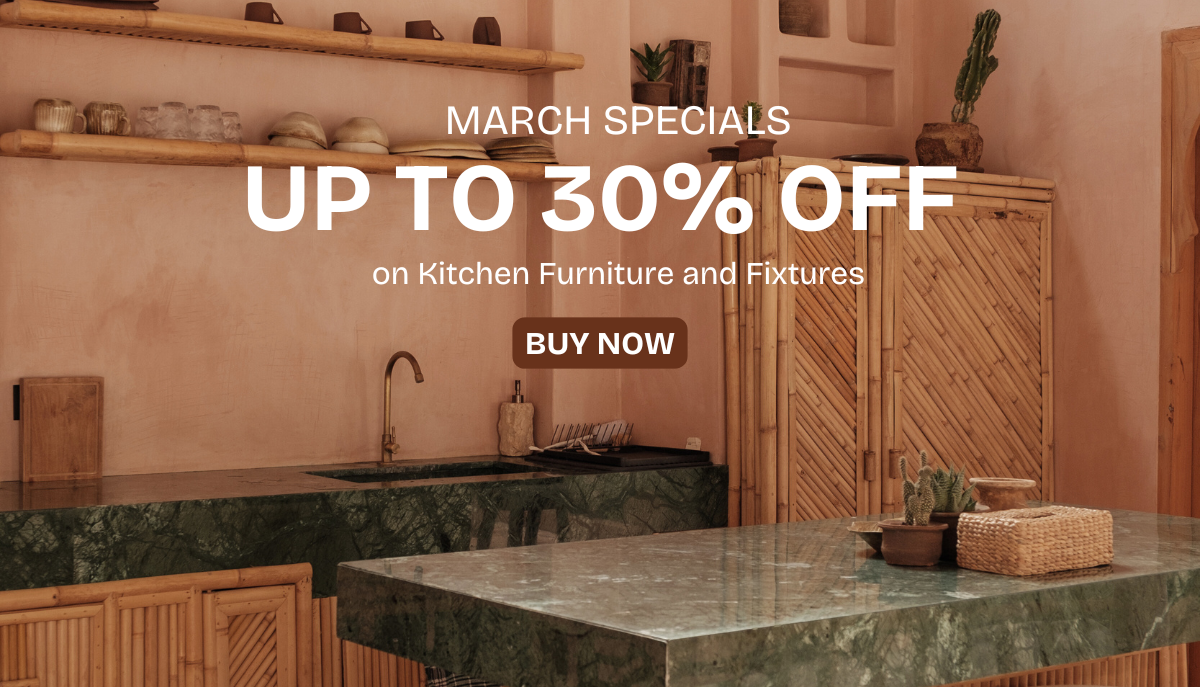 MARCH SPECIALS
UP TO 30% OFF
on Kitchen Furniture and Fixtures
BUY NOW